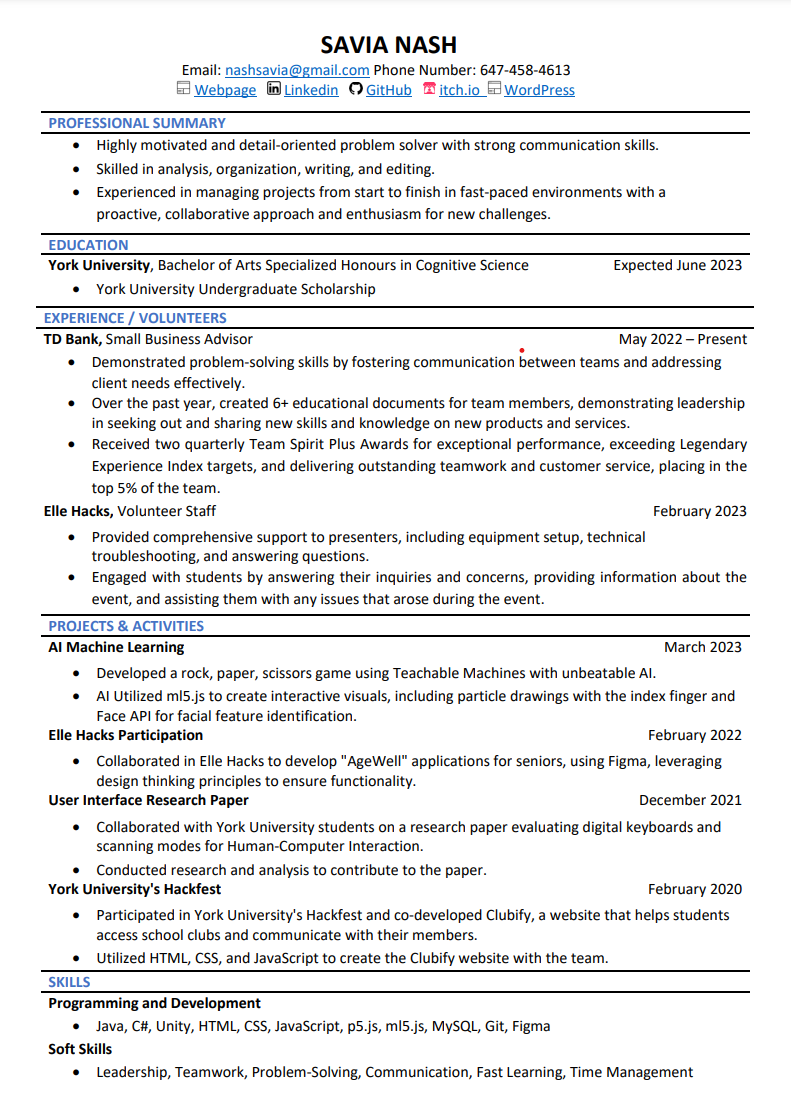 SAVIA NASH
Email: nashsavia@gmail.com Phone Number: 647-458-4613
Webpage Linkedin GitHub itch.io WordPress
PROFESSIONAL SUMMARY
• Highly motivated and detail-oriented problem solver with strong communication skills.
• Skilled in analysis, organization, writing, and editing.
• Experienced in managing projects from start to finish in fast-paced environments with a
proactive, collaborative approach and enthusiasm for new challenges.
EDUCATION
York University, Bachelor of Arts Specialized Honours in Cognitive Science Expected June 2023
• York University Undergraduate Scholarship
EXPERIENCE / VOLUNTEERS
TD Bank, Small Business Advisor May 2022 – Present
• Demonstrated problem-solving skills by fostering communication between teams and addressing
client needs effectively.
• Over the past year, created 6+ educational documents for team members, demonstrating leadership
in seeking out and sharing new skills and knowledge on new products and services.
• Received two quarterly Team Spirit Plus Awards for exceptional performance, exceeding Legendary
Experience Index targets, and delivering outstanding teamwork and customer service, placing in the
top 5% of the team.
Elle Hacks, Volunteer Staff February 2023
• Provided comprehensive support to presenters, including equipment setup, technical
troubleshooting, and answering questions.
• Engaged with students by answering their inquiries and concerns, providing information about the
event, and assisting them with any issues that arose during the event.
PROJECTS & ACTIVITIES
AI Machine Learning March 2023
• Developed a rock, paper, scissors game using Teachable Machines with unbeatable AI.
• AI Utilized ml5.js to create interactive visuals, including particle drawings with the index finger and
Face API for facial feature identification.
Elle Hacks Participation February 2022
• Collaborated in Elle Hacks to develop "AgeWell" applications for seniors, using Figma, leveraging
design thinking principles to ensure functionality.
User Interface Research Paper December 2021
• Collaborated with York University students on a research paper evaluating digital keyboards and
scanning modes for Human-Computer Interaction.
• Conducted research and analysis to contribute to the paper.
York University's Hackfest February 2020
• Participated in York University's Hackfest and co-developed Clubify, a website that helps students
access school clubs and communicate with their members.
• Utilized HTML, CSS, and JavaScript to create the Clubify website with the team.
SKILLS
Programming and Development
• Java, C#, Unity, HTML, CSS, JavaScript, p5.js, ml5.js, MySQL, Git, Figma
Soft Skills
• Leadership, Teamwork, Problem-Solving, Communication, Fast Learning, Time Management